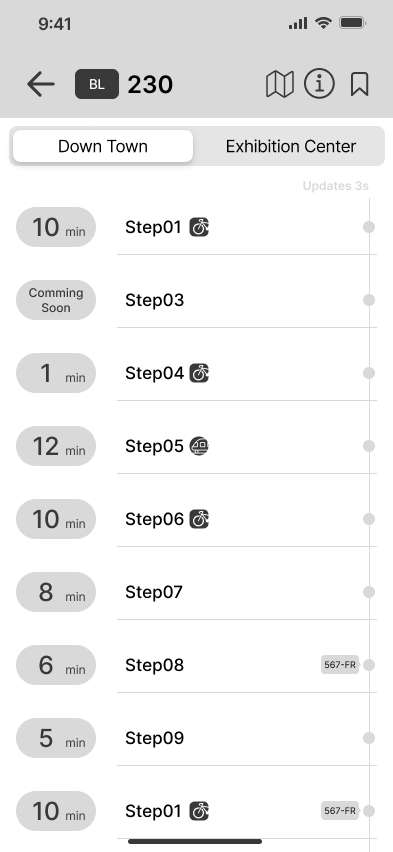 9:41
BL 230
Down Town Exhibition Center
Updates 3s
10 min Step01
Comming
Soon
Step03
1 min Step04
12 min Step05
10 min Step06
8 min Step07
6 min Step08 567-FR
5 min Step09
10 min Step01 567-FR